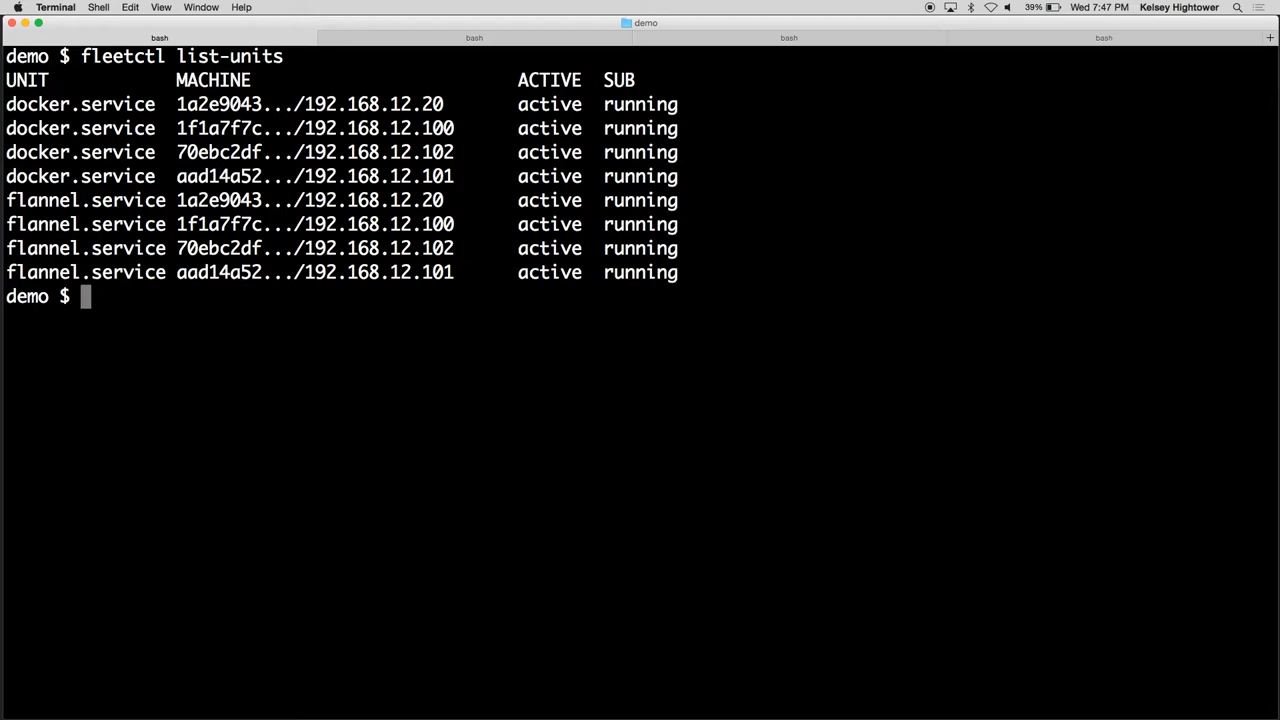 Terminal Shell Edit View Window Help 39% Wed 7:47 PM Kelsey Hightower
demo
bash bash bash bash +
demo $ fleetctl list-units
UNIT MACHINE ACTIVE SUB
docker.service 1a2e9043.../192.168.12.20 active running
docker.service 1f1a7f7c.../192.168.12.100 active running
docker.service 70ebc2df.../192.168.12.102 active running
docker.service aad14a52.../192.168.12.101 active running
flannel.service 1a2e9043.../192.168.12.20 active running
flannel.service 1f1a7f7c.../192.168.12.100 active running
flannel.service 70ebc2df.../192.168.12.102 active running
flannel.service aad14a52.../192.168.12.101 active running
demo $